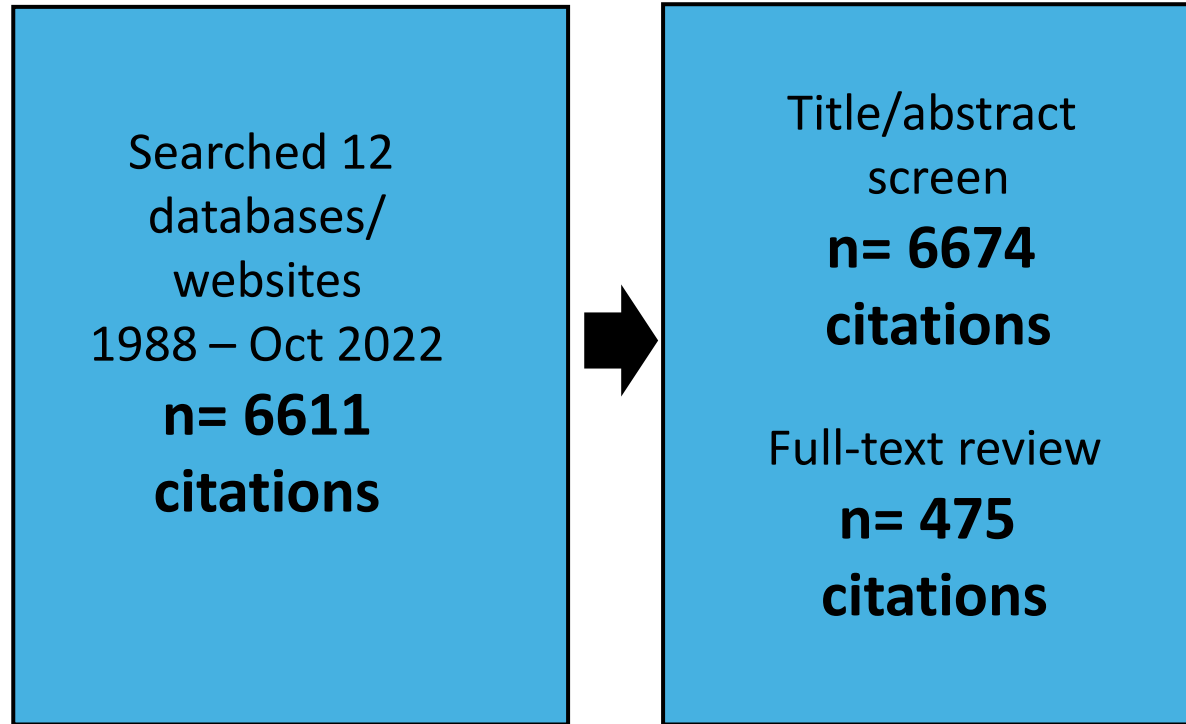 Searched 12
databases/
websites
1988 – Oct 2022
n= 6611
citations
Title/abstract
screen
n= 6674
citations
Full-text review
n= 475
citations